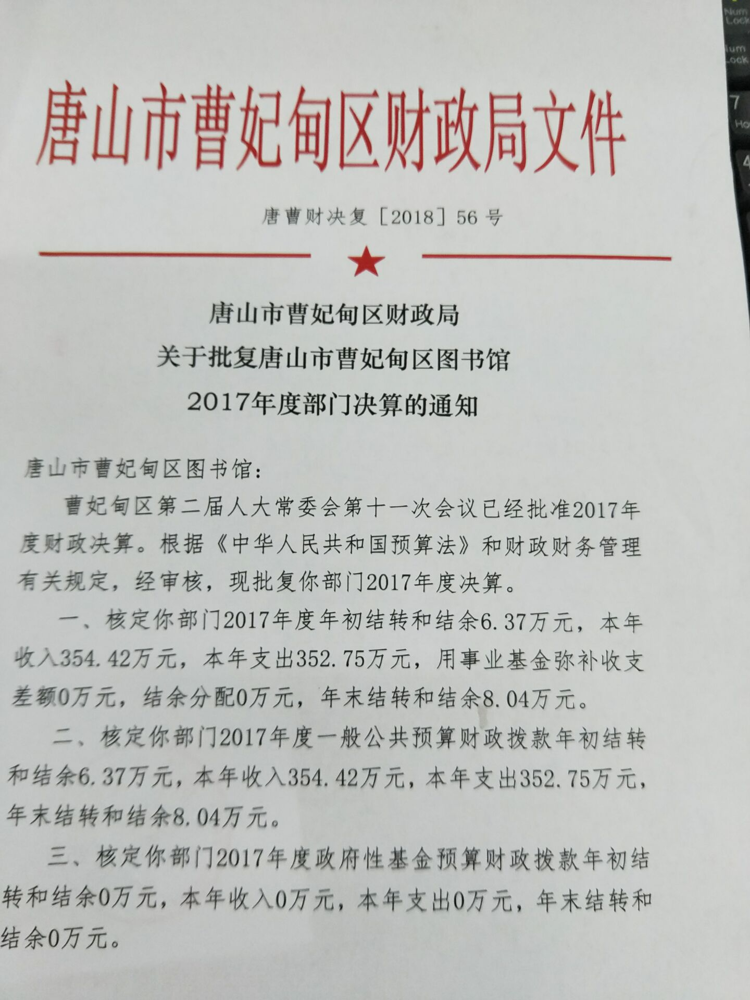 唐山市曹妃甸区财政局文件
唐曹财决复［2018］56 号
唐山市曹妃甸区财政局
关于批复唐山市曹妃甸区图书馆
2017年度部门决算的通知
唐山市曹妃甸区图书馆：
曹妃甸区第二届人大常委会第十一次会议已经批准2017年
度财政决算。根据《中华人民共和国预算法》和财政财务管理
有关规定，经审核，现批复你部门2017年度决算。
一、核定你部门2017年度年初结转和结余6.37万元，本年
收入354.42万元，本年支出352.75万元，用事业基金弥补收支
差额0万元，结余分配0万元，年末结转和结余8.04万元。
二、核定你部门2017年度一般公共预算财政拨款年初结转
和结余6.37万元，本年收入354.42万元，本年支出352.75万元，
年末结转和结余8.04万元。
三、核定你部门2017年度政府性基金预算财政拨款年初结
转和结余0万元，本年收入0万元，本年支出0万元，年末结转和
结余0万元。
Num
Lock
Num
Lock
7
Ho
4